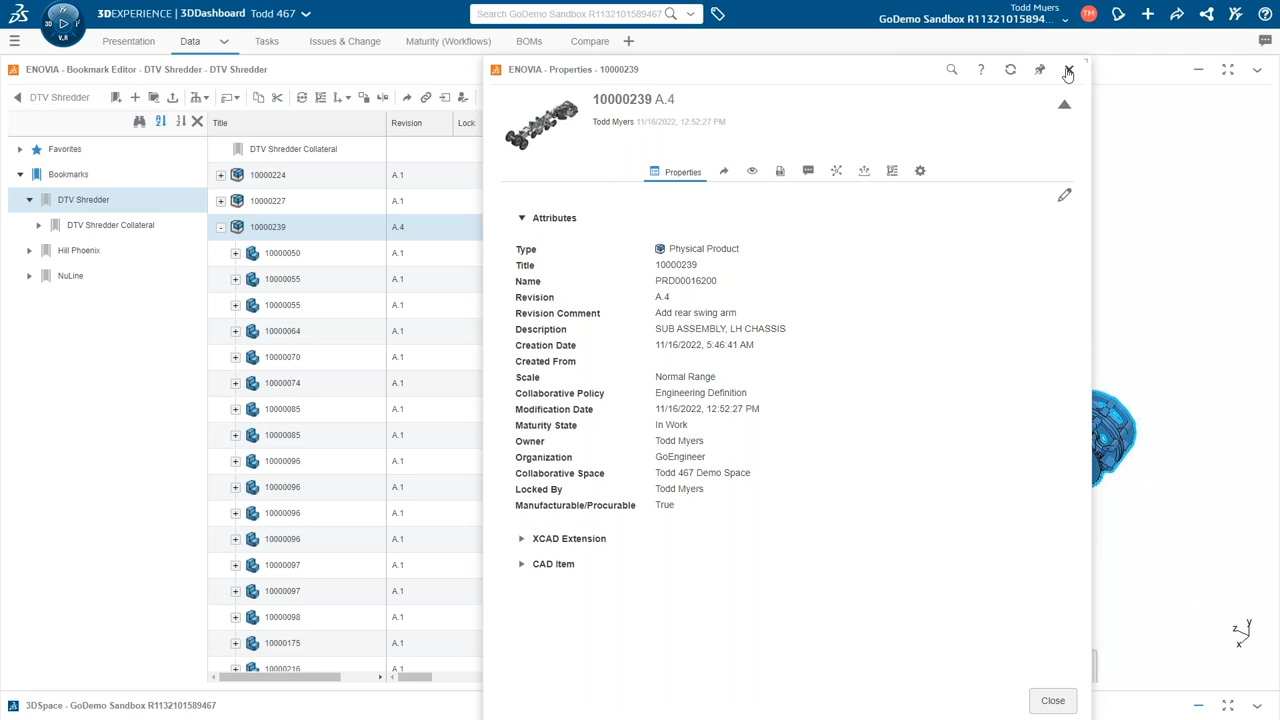 3DEXPERIENCE | 3DDashboard Todd 467
Search GoDemo Sandbox R1132101589467
Todd Myers
GoDemo Sandbox R11321015894...
TM
3D
V.R
Presentation
Data
Tasks
Issues & Change
Maturity (Workflows)
BOMs
Compare
ENOVIA - Bookmark Editor - DTV Shredder - DTV Shredder
DTV Shredder
Title
Revision
Lock
Favorites
Bookmarks
DTV Shredder
DTV Shredder Collateral
Hill Phoenix
NuLine
DTV Shredder Collateral
10000224 A.1
10000227 A.1
10000239 A.4
10000050 A.1
10000055 A.1
10000055 A.1
10000064 A.1
10000070 A.1
10000074 A.1
10000085 A.1
10000085 A.1
10000096 A.1
10000096 A.1
10000096 A.1
10000096 A.1
10000097 A.1
10000097 A.1
10000098 A.1
10000175 A.1
10000216 A.1
ENOVIA - Properties - 10000239
10000239 A.4
Todd Myers 11/16/2022, 12:52:27 PM
Properties
Attributes
Type Physical Product
Title 10000239
Name PRD00016200
Revision A.4
Revision Comment Add rear swing arm
Description SUB ASSEMBLY, LH CHASSIS
Creation Date 11/16/2022, 5:46:41 AM
Created From
Scale Normal Range
Collaborative Policy Engineering Definition
Modification Date 11/16/2022, 12:52:27 PM
Maturity State In Work
Owner Todd Myers
Organization GoEngineer
Collaborative Space Todd 467 Demo Space
Locked By Todd Myers
Manufacturable/Procurable True
XCAD Extension
CAD Item
Close
y
z
x
3DSpace - GoDemo Sandbox R1132101589467